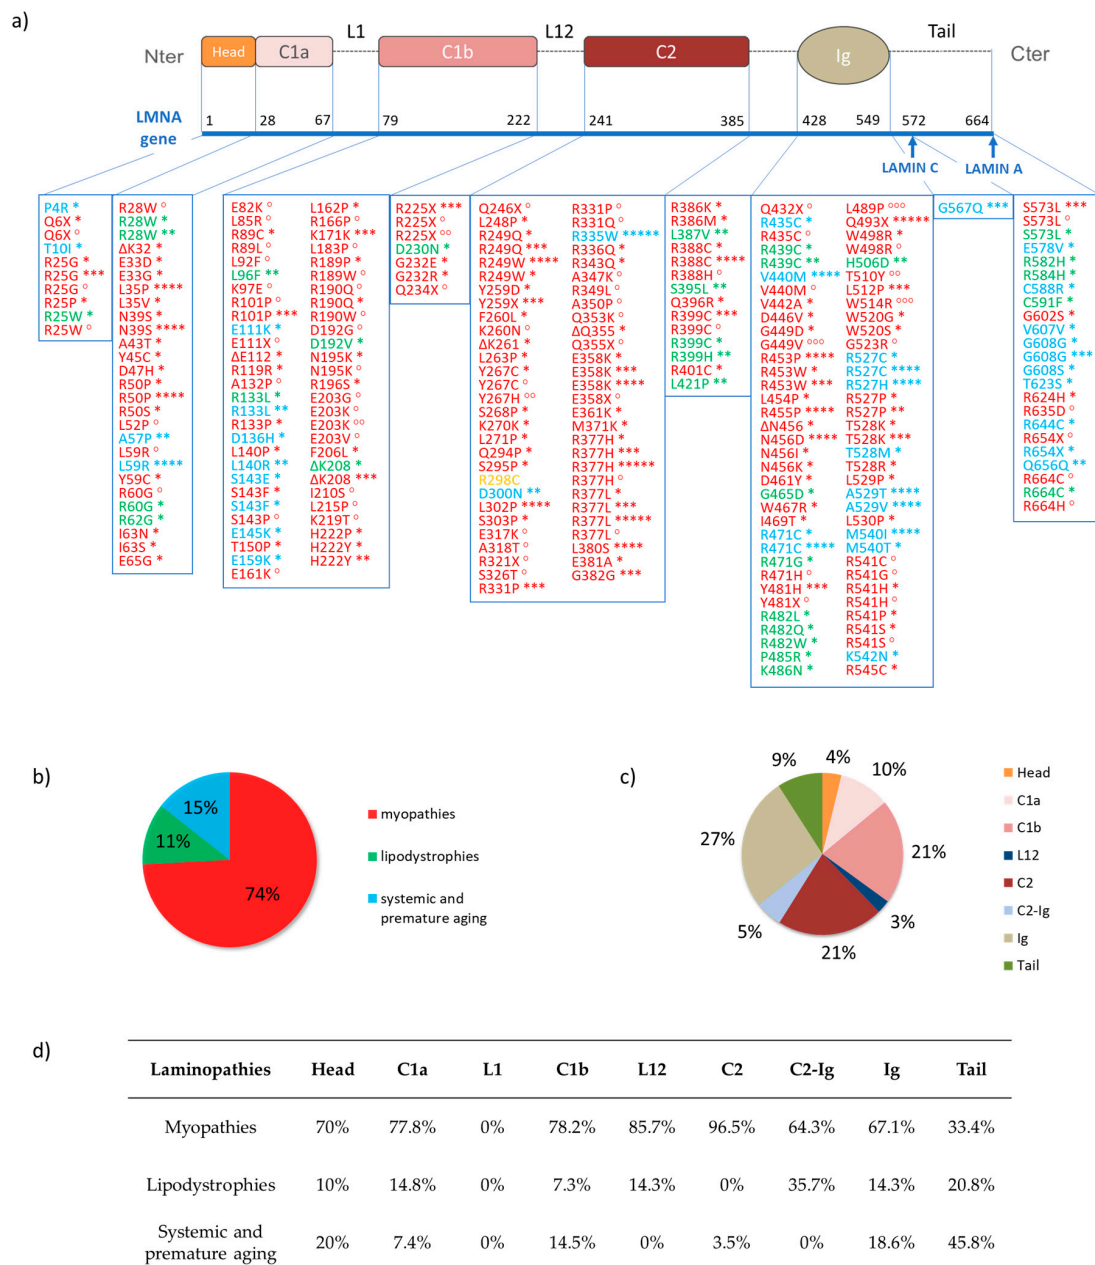 a)
L1 L12 Tail
Nter Head C1a C1b C2 Ig Cter
1 28 67 79 222 241 385 428 549 572 664
LMNA
gene
LAMIN C LAMIN A
P4R *
Q6X *
Q6X °
T10I *
R25G *
R25G ***
R25G °
R25P *
R25W *
R25W °
R28W °
R28W *
R28W **
ΔK32 *
E33D *
E33G *
L35P ****
L35V *
N39S *
N39S ****
A43T *
Y45C *
D47H *
R50P *
R50P ****
R50S *
L52P °
A57P **
L59R °
L59R ****
Y59C *
R60G °
R60G *
R62G *
I63N *
I63S *
E65G *
E82K °
L85R °
R89C *
R89L °
L92F °
L96F **
K97E °
R101P °
R101P ***
E111K *
E111X °
ΔE112 *
R119R *
A132P °
R133L *
R133L **
R133P *
D136H *
L140P *
L140R **
S143E *
S143F *
S143F *
S143P °
E145K *
T150P *
E159K *
E161K °
L162P *
R166P °
K171K ***
L183P °
R189P *
R189W °
R190Q °
R190Q *
R190W °
D192G °
D192V *
N195K *
N195K °
R196S *
E203G °
E203K °
E203K °°
E203V °
F206L *
ΔK208 *
ΔK208 ***
I210S °
L215P °
K219T °
H222P *
H222Y *
H222Y **
R225X ***
R225X °
R225X °°
D230N *
G232E *
G232R *
Q234X °
Q246X °
L248P *
R249Q *
R249Q ***
R249W ****
R249W *
Y259D *
Y259X ***
F260L *
K260N °
ΔK261 *
L263P *
Y267C *
Y267C °
Y267H °°
S268P *
K270K *
L271P *
Q294P *
S295P *
R298C
D300N **
L302P ****
S303P *
E317K °
A318T °
R321X °
S326T °
R331P ***
R331P °
R331Q °
R335W *****
R336Q *
R343Q *
A347K °
R349L °
A350P °
Q353K °
ΔQ355 *
Q355X °
E358K *
E358K ***
E358K ****
E358X °
E361K *
M371K *
R377H *
R377H ***
R377H *****
R377H °
R377L *
R377L ***
R377L *****
R377L °
L380S ****
E381A *
G382G ***
R386K *
R386M *
L387V **
R388C *
R388C ****
R388H °
S395L **
Q396R *
R399C ***
R399C °
R399C *
R399H **
R401C *
L421P **
Q432X °
R435C *
R435C °
R439C *
R439C **
V440M ****
V440M °
V442A *
D446V *
G449D *
G449V °°°
R453P ****
R453W *
R453W ***
L454P *
R455P ****
ΔN456 *
N456D ****
N456I *
N456K *
D461Y *
G465D *
W467R *
I469T *
R471C *
R471C ****
R471G *
R471H °
Y481H ***
Y481X °
R482L *
R482Q *
R482W *
P485R *
K486N *
L489P °°
Q493X *****
W498R *
W498R °
H506D **
T510Y °°
L512P ***
W514R °°°
W520G *
W520S *
G523R °
R527C *
R527C ****
R527H ****
R527P *
R527P **
T528K *
T528K ***
T528M *
T528R *
L529P *
A529T ****
A529V ****
L530P *
M540I ****
M540T *
R541C °
R541G °
R541H *
R541H °
R541P *
R541S *
R541S °
K542N *
R545C *
G567Q ***
S573L ***
S573L °
S573L *
E578V *
R582H *
R584H *
C588R *
C591F *
G602S *
V607V *
G608G *
G608G ***
G608S *
T623S *
R624H *
R635D °
R644C *
R654X °
R654X *
Q656Q **
R664C °
R664C *
R664H °
b)
15%
11%
74%
myopathies
lipodystrophies
systemic and
premature aging
c)
9% 4% 10%
27% 21%
5% 21% 3%
Head
C1a
C1b
L12
C2
C2-Ig
Ig
Tail
d)
Laminopathies Head C1a L1 C1b L12 C2 C2-Ig Ig Tail
Myopathies 70% 77.8% 0% 78.2% 85.7% 96.5% 64.3% 67.1% 33.4%
Lipodystrophies 10% 14.8% 0% 7.3% 14.3% 0% 35.7% 14.3% 20.8%
Systemic and
premature aging 20% 7.4% 0% 14.5% 0% 3.5% 0% 18.6% 45.8%